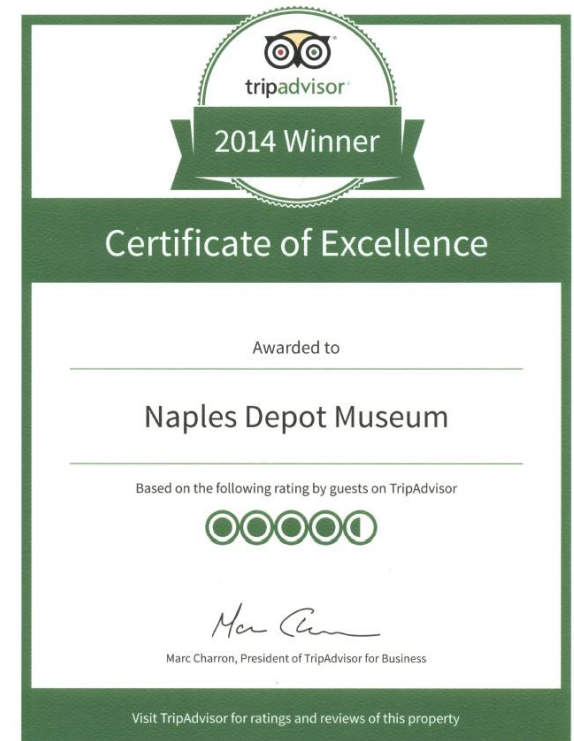 tripadvisor®
2014 Winner
Certificate of Excellence
Awarded to
Naples Depot Museum
Based on the following rating by guests on TripAdvisor
Marc Charron, President of TripAdvisor for Business
Visit TripAdvisor for ratings and reviews of this property